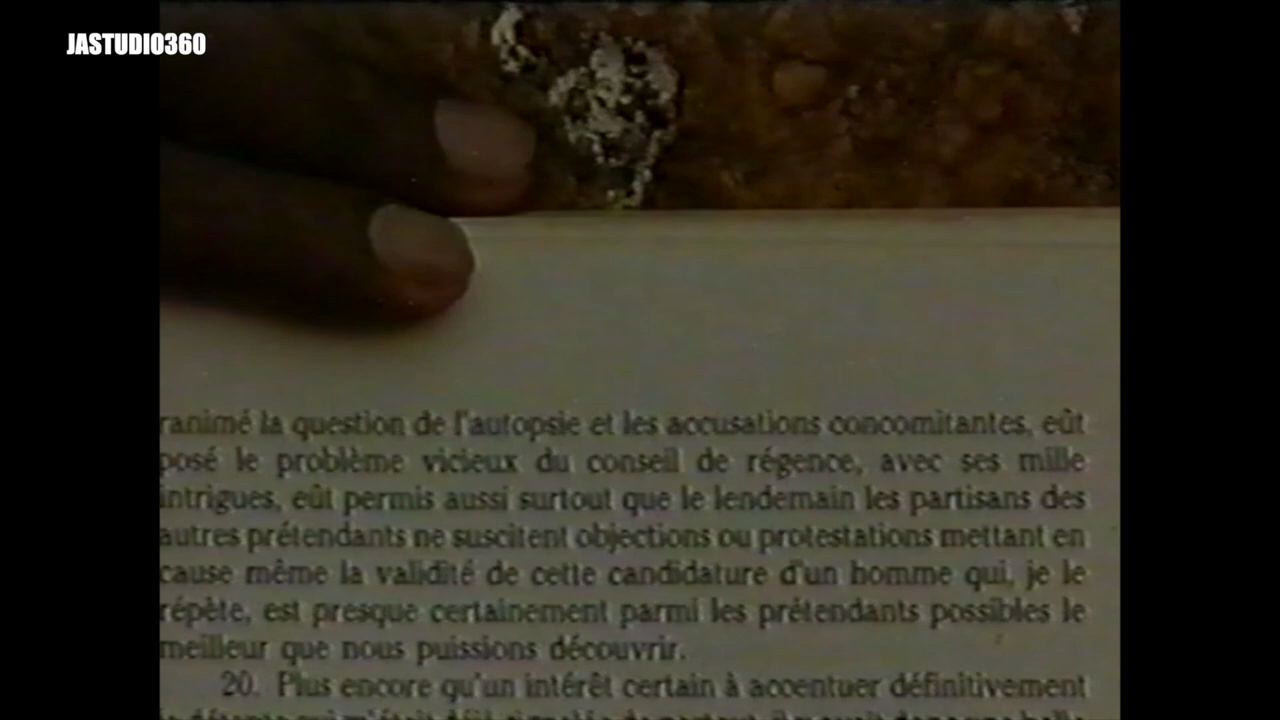 JASTUDIO360
ranimé la question de l'autopsie et les accusations concomitantes, eût
posé le problème vicieux du conseil de régence, avec ses mille
intrigues, eût permis aussi surtout que le lendemain les partisans des
autres prétendants ne suscitent objections ou protestations mettant en
cause même la validité de cette candidature d'un homme qui, je le
répète, est presque certainement parmi les prétendants possibles le
meilleur que nous puissions découvrir.
20. Plus encore qu'un intérêt certain à accentuer définitivement